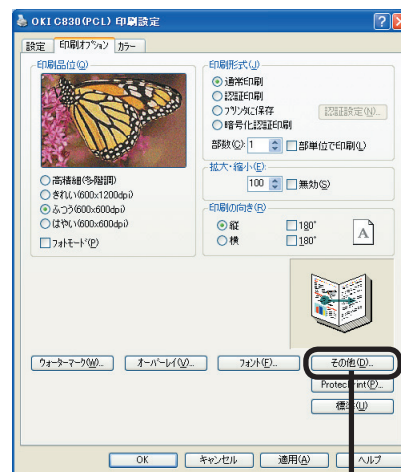 OKI C830(PCL) 印刷設定
設定 印刷オプション カラー
印刷品位(Q)
高精細(多階調)
きれい(600x1200dpi)
ふつう(600x600dpi)
はやい(600x600dpi)
フォトモード(P)
印刷形式(J)
通常印刷
認証印刷
プリンタに保存
暗号化認証印刷
認証設定(N)...
部数(C): 1 部単位で印刷(L)
拡大・縮小(E):
100 無効(S)
印刷の向き(R)
縦 180°
横 180°
A
ウォーターマーク(W)... オーバーレイ(V)... フォント(F)... その他(D)...
ProtecPrint(P)...
標準(U)
OK キャンセル 適用(A) ヘルプ